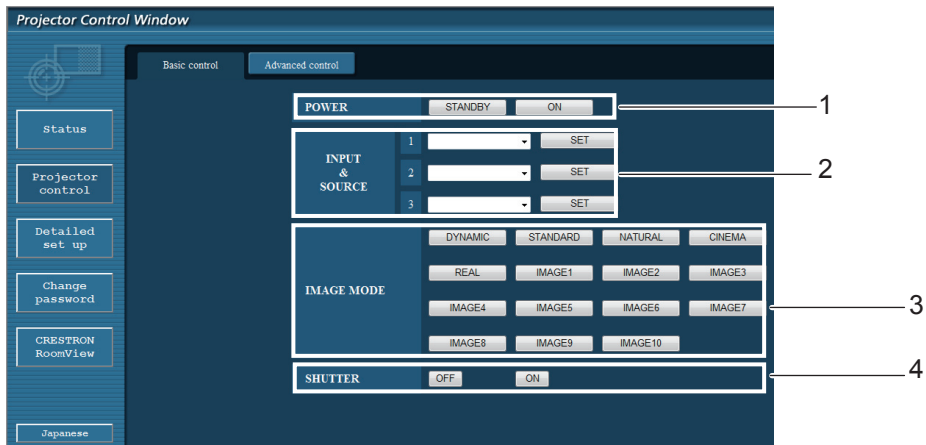 Projector Control Window
Basic control
Advanced control
Status
Projector
control
Detailed
set up
Change
password
CRESTRON
RoomView
Japanese
POWER STANDBY ON
1
INPUT
&
SOURCE
1 SET
2 SET
3 SET
2
IMAGE MODE
DYNAMIC STANDARD NATURAL CINEMA
REAL IMAGE1 IMAGE2 IMAGE3
IMAGE4 IMAGE5 IMAGE6 IMAGE7
IMAGE8 IMAGE9 IMAGE10
3
SHUTTER OFF ON
4